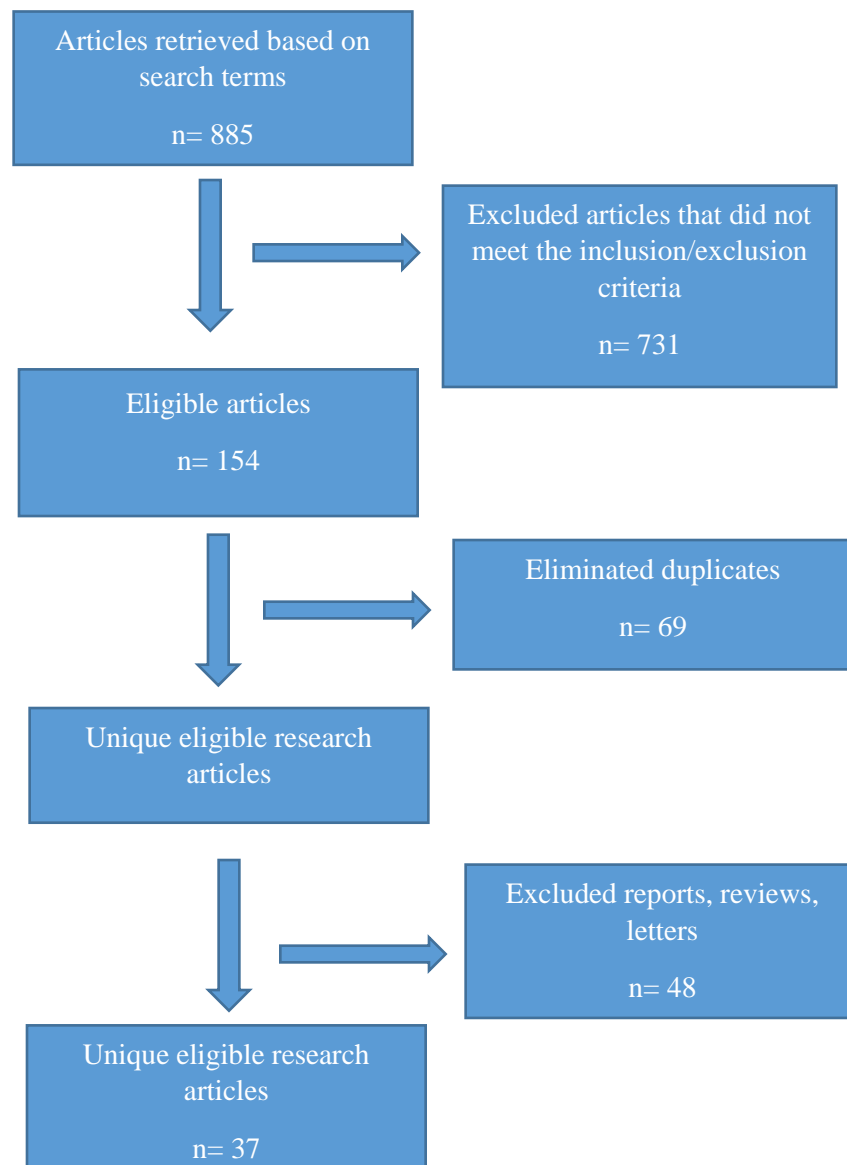 Articles retrieved based on
search terms
n= 885
Excluded articles that did not
meet the inclusion/exclusion
criteria
n= 731
Eligible articles
n= 154
Eliminated duplicates
n= 69
Unique eligible research
articles
Excluded reports, reviews,
letters
n= 48
Unique eligible research
articles
n= 37